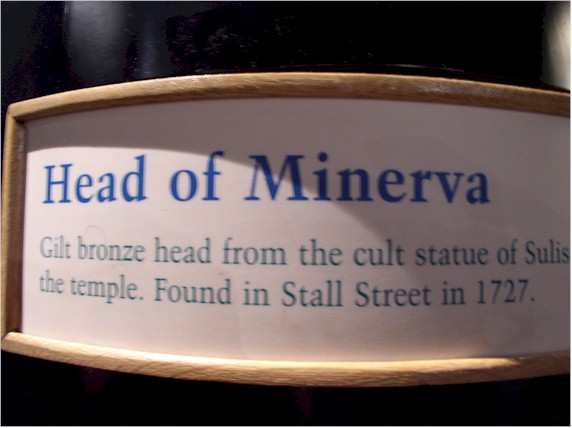 Head of Minerva
Gilt bronze head from the cult statue of Sulis
the temple. Found in Stall Street in 1727.